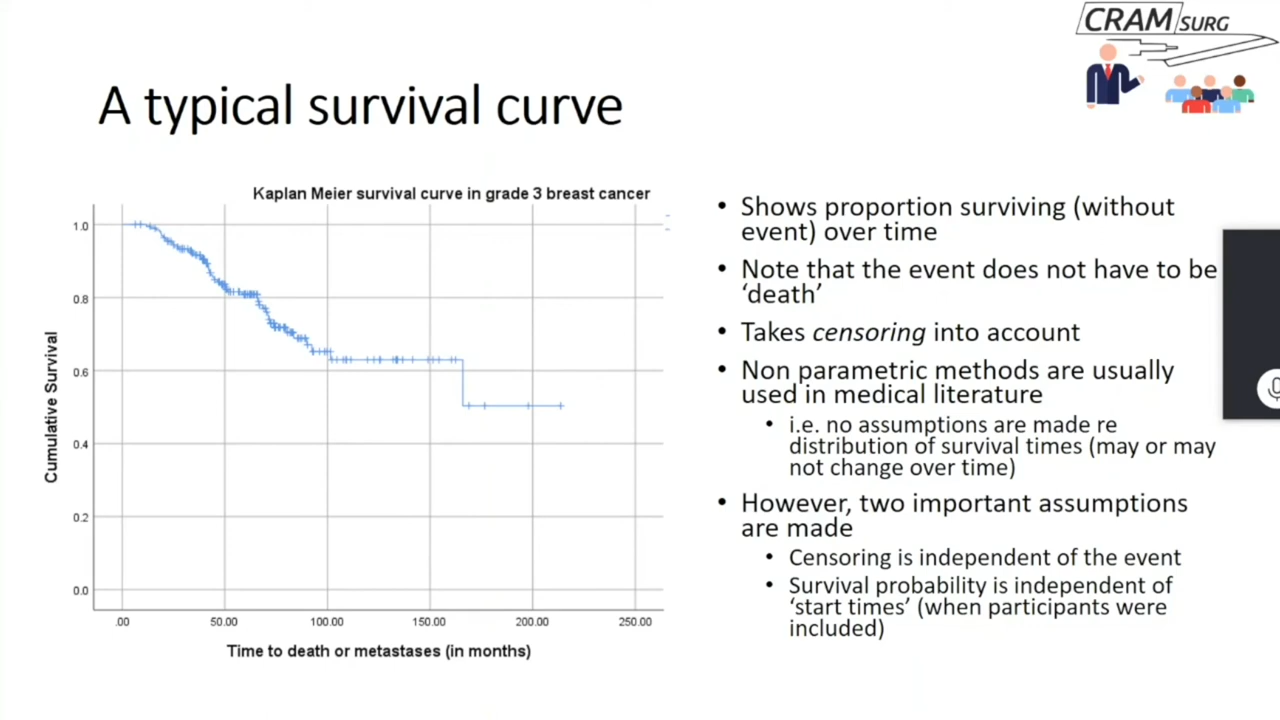 CRAM SURG
A typical survival curve
Kaplan Meier survival curve in grade 3 breast cancer
1.0
0.8
0.6
0.4
0.2
0.0
Cumulative Survival
.00 50.00 100.00 150.00 200.00 250.00
Time to death or metastases (in months)
• Shows proportion surviving (without
event) over time
• Note that the event does not have to be
‘death’
• Takes censoring into account
• Non parametric methods are usually
used in medical literature
• i.e. no assumptions are made re
distribution of survival times (may or may
not change over time)
• However, two important assumptions
are made
• Censoring is independent of the event
• Survival probability is independent of
‘start times’ (when participants were
included)